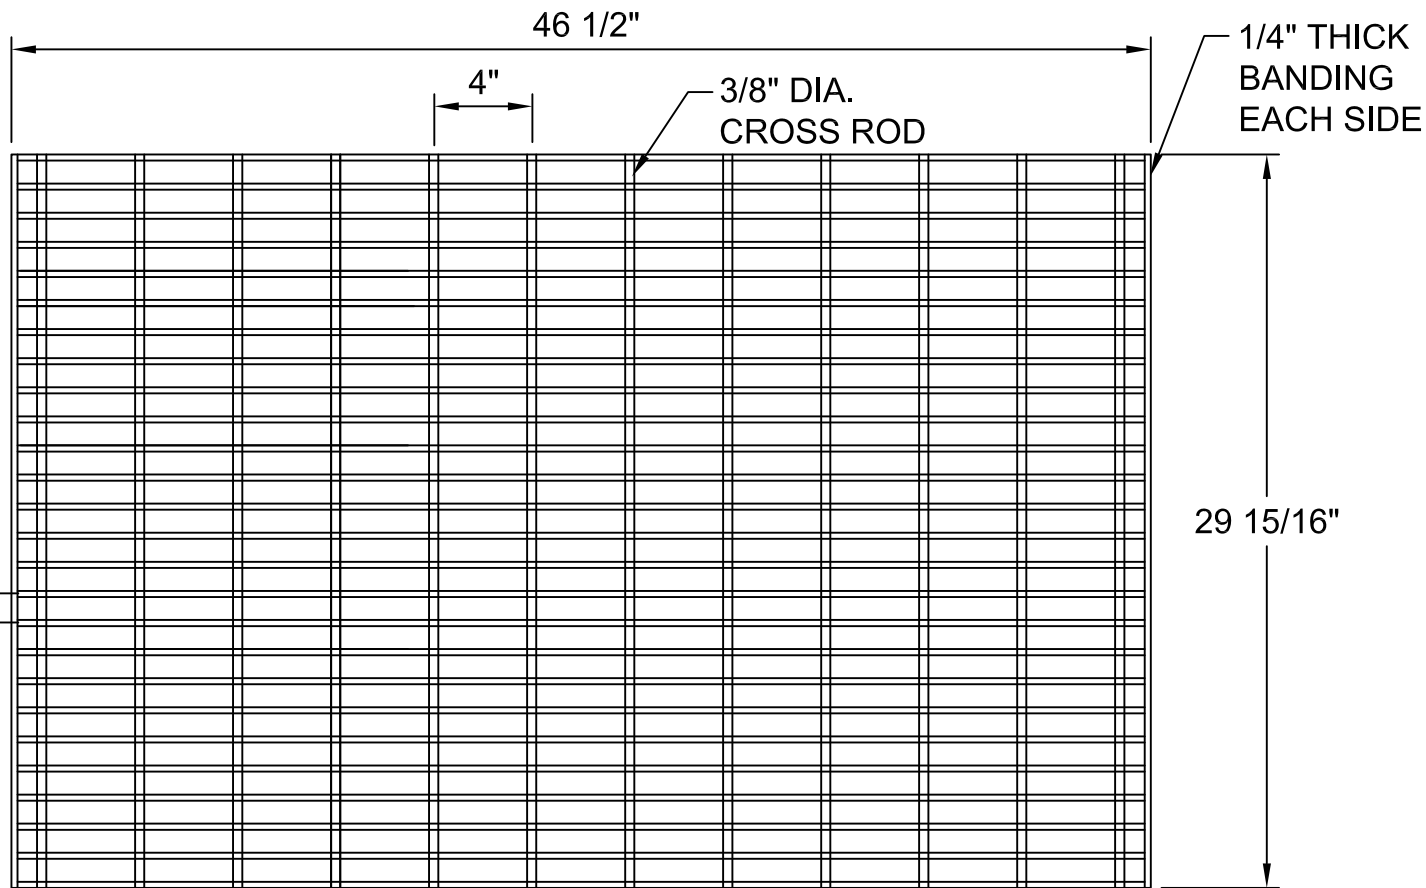 46 1/2"
4"
3/8" DIA.
CROSS ROD
1/4" THICK
BANDING
EACH SIDE
29 15/16"